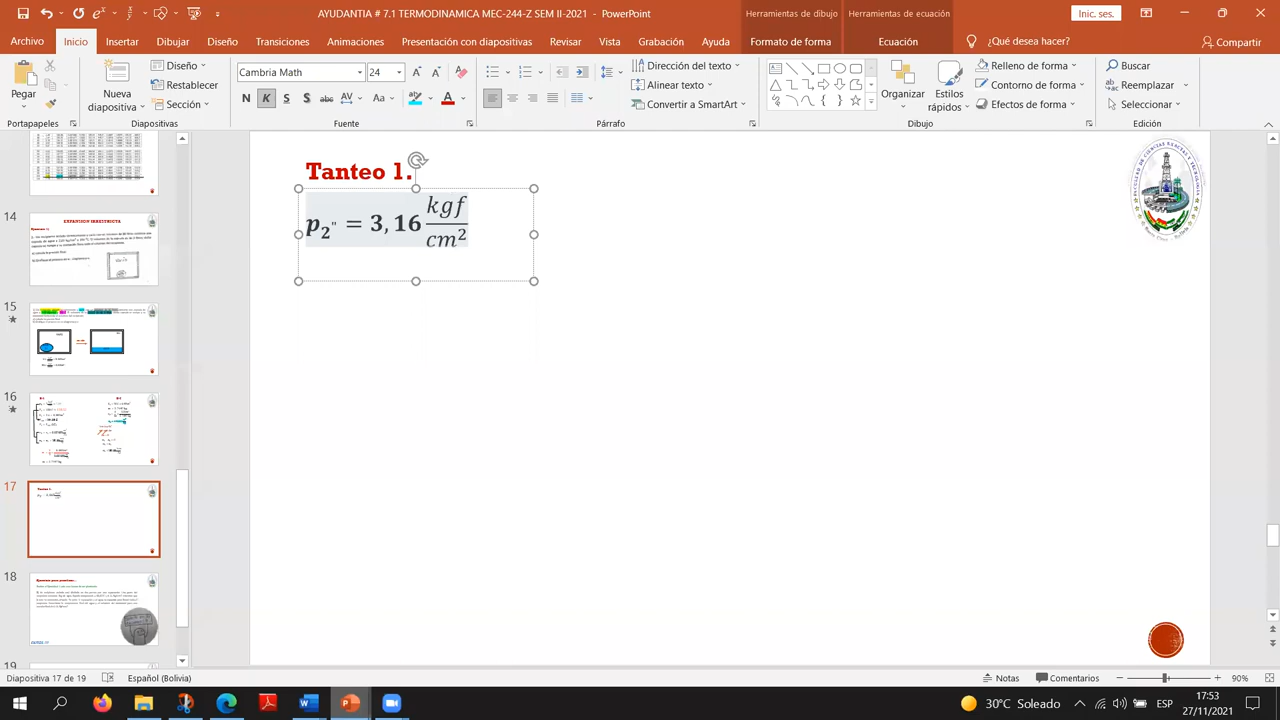 AYUDANTIA # 7.1 TERMODINAMICA MEC-244-Z SEM II-2021 - PowerPoint
Herramientas de dibujo
Herramientas de ecuación
Inic. ses.
Archivo
Inicio
Insertar
Dibujar
Diseño
Transiciones
Animaciones
Presentación con diapositivas
Revisar
Vista
Grabación
Ayuda
Formato de forma
Ecuación
¿Qué desea hacer?
Compartir
Pegar
Nueva diapositiva
Diseño
Restablecer
Sección
Cambria Math
24
N K S S abc AV Aa A
Dirección del texto
Alinear texto
Convertir a SmartArt
Organizar
Estilos rápidos
Relleno de forma
Contorno de forma
Efectos de forma
Buscar
Reemplazar
Seleccionar
Portapapeles
Diapositivas
Fuente
Párrafo
Dibujo
Edición
14
EXPANSION IRRESTRICTA
15
16
17
18
19
Tanteo 1.
p₂" = 3,16 kgf/cm²
Diapositiva 17 de 19
Español (Bolivia)
Notas
Comentarios
90%
30°C Soleado
ESP
17:53
27/11/2021